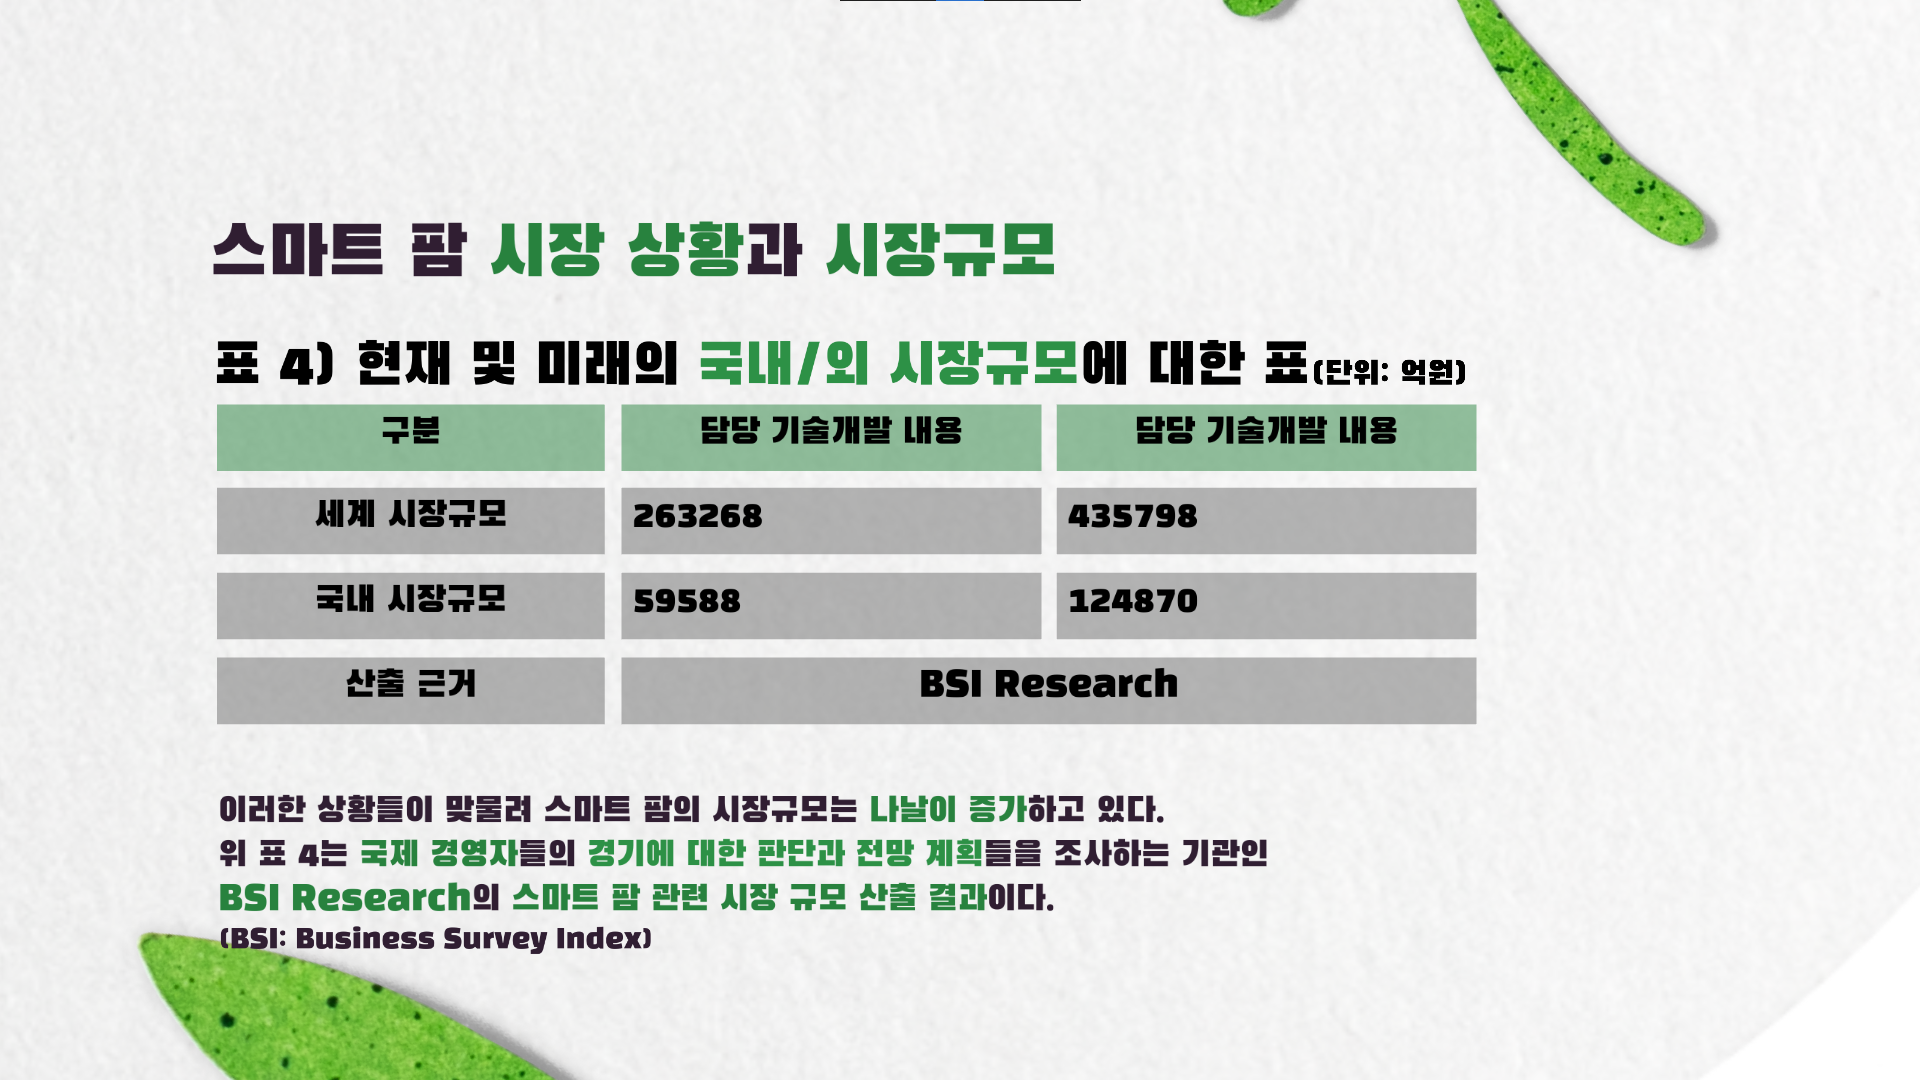 스마트 팜 시장 상황과 시장규모
표 4) 현재 및 미래의 국내/외 시장규모에 대한 표(단위: 억원)
구분 담당 기술개발 내용 담당 기술개발 내용
세계 시장규모 263268 435798
국내 시장규모 59588 124870
산출 근거 BSI Research
이러한 상황들이 맞물려 스마트 팜의 시장규모는 나날이 증가하고 있다.
위 표 4는 국제 경영자들의 경기에 대한 판단과 전망 계획들을 조사하는 기관인
BSI Research의 스마트 팜 관련 시장 규모 산출 결과이다.
(BSI: Business Survey Index)